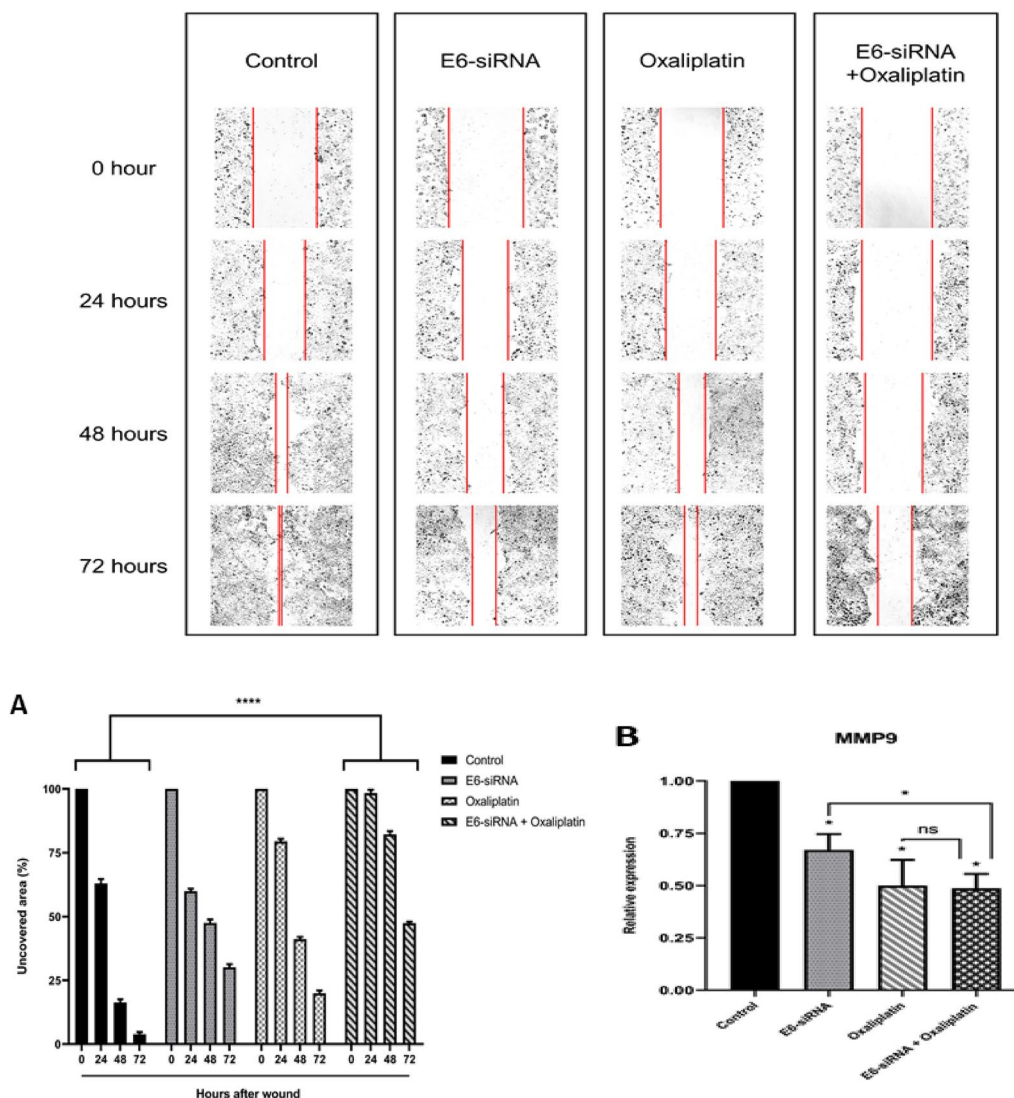 Control
E6-siRNA
Oxaliplatin
E6-siRNA
+Oxaliplatin
0 hour
24 hours
48 hours
72 hours
A
****
Control
E6-siRNA
Oxaliplatin
E6-siRNA + Oxaliplatin
100
75
50
25
0
Uncovered area (%)
0 24 48 72 0 24 48 72 0 24 48 72 0 24 48 72
Hours after wound
B
MMP9
1.00
0.75
0.50
0.25
0.00
Relative expression
*
* * ns *
Control
E6-siRNA
Oxaliplatin
E6-siRNA + Oxaliplatin